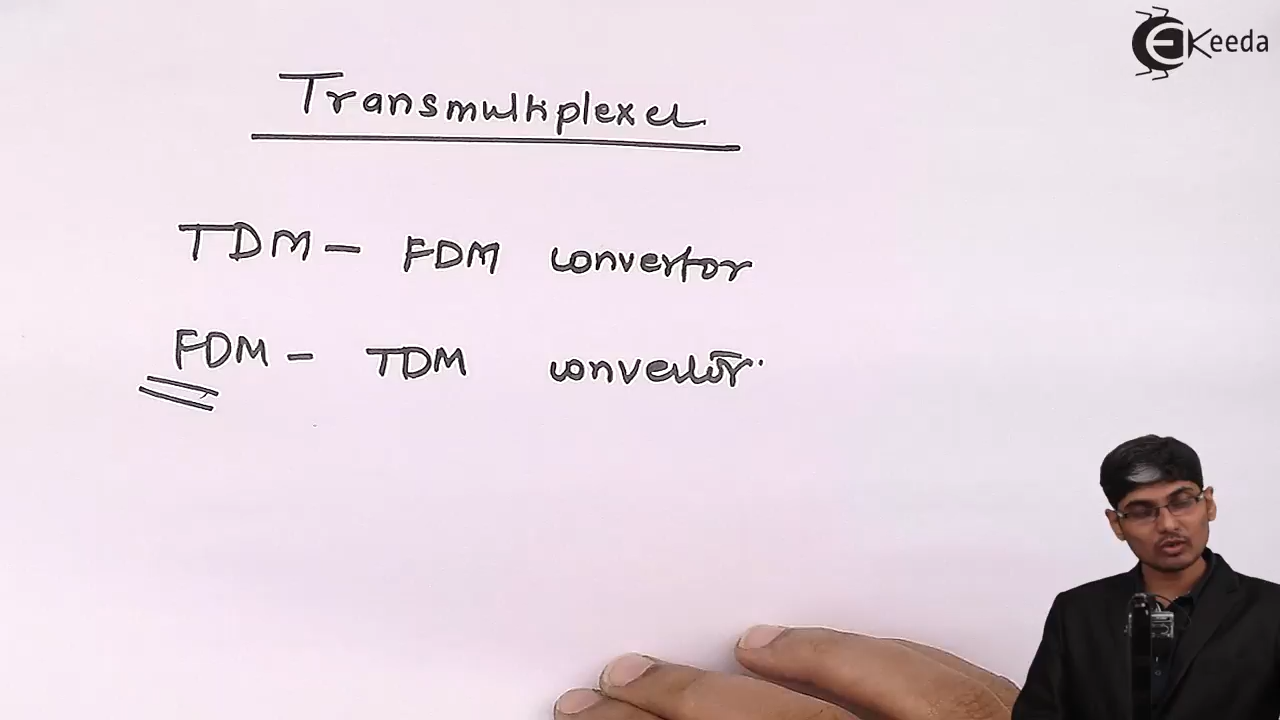 EKeeda
Transmultiplexer
TDM - FDM convertor
FDM - TDM convertor